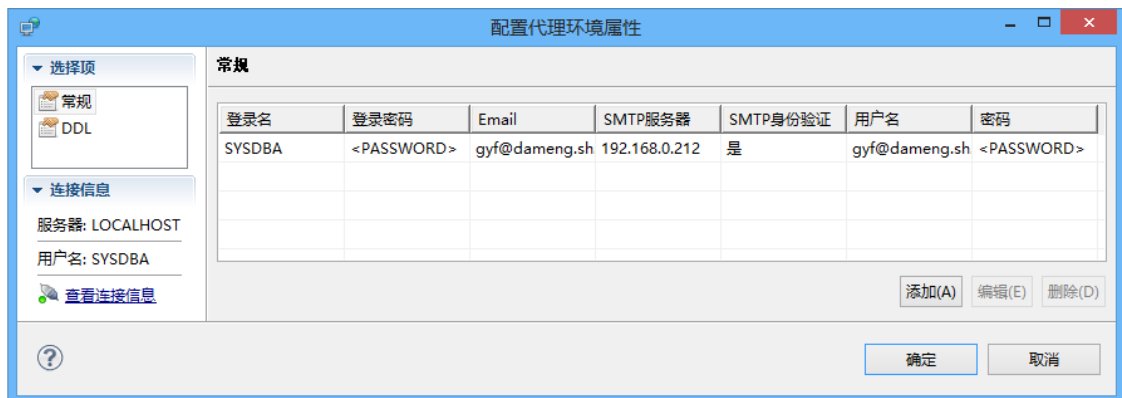 配置代理环境属性
选择项
常规
DDL
连接信息
服务器: LOCALHOST
用户名: SYSDBA
查看连接信息
常规
登录名 登录密码 Email SMTP服务器 SMTP身份验证 用户名 密码
SYSDBA <PASSWORD> gyf@dameng.sh 192.168.0.212 是 gyf@dameng.sh <PASSWORD>
添加(A) 编辑(E) 删除(D)
确定 取消